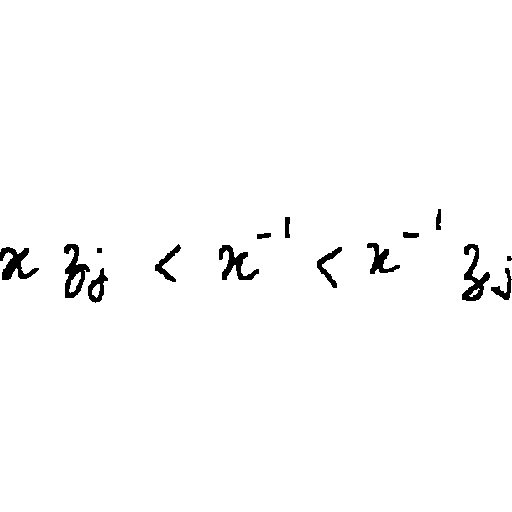 x z_j < x^{-1} < x^{-1} z_j